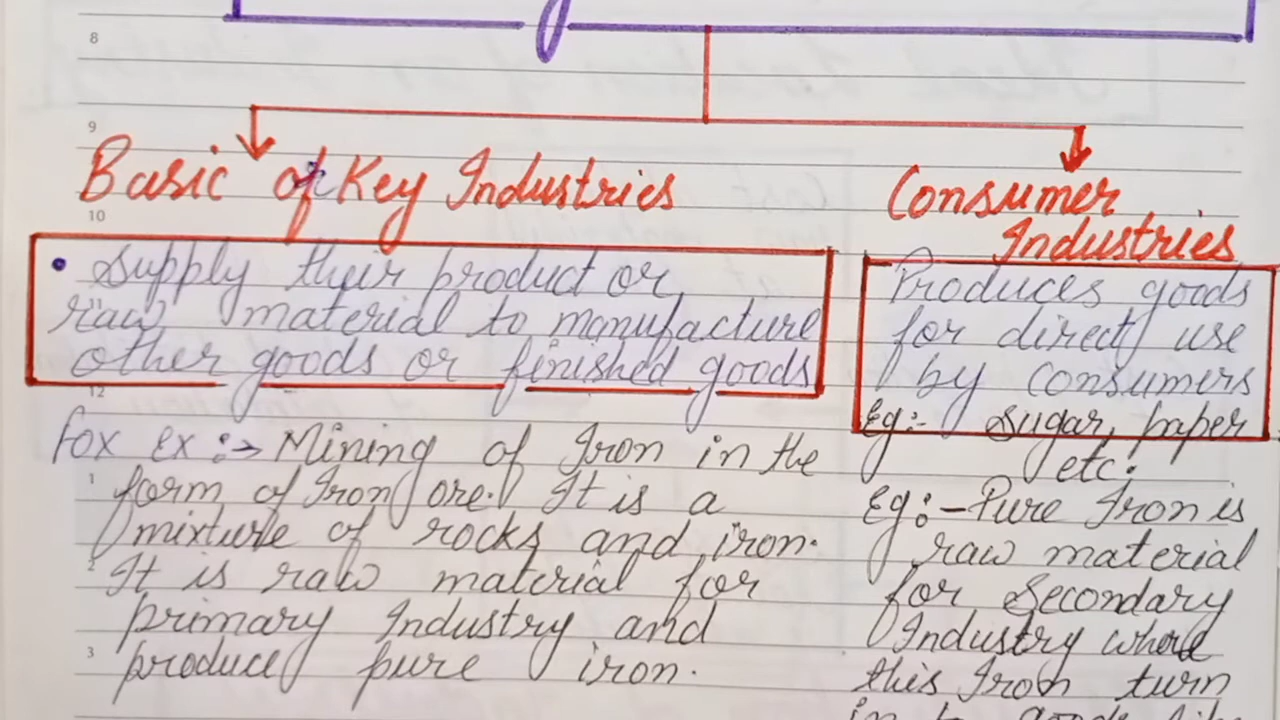 8
9
Basic of Key Industries
10
• Supply their product or
11
raw material to manufacture
other goods or finished goods
12
For ex :-> Mining of Iron in the
1
form of Iron ore. It is a
mixture of rocks and iron.
2
It is raw material for
primary Industry and
3
produce pure iron.
Consumer
Industries
Produces goods
for direct use
by consumers
Eg:- Sugar, paper
etc.
Eg:- Pure Iron is
raw material
for Secondary
Industry where
this Iron turn